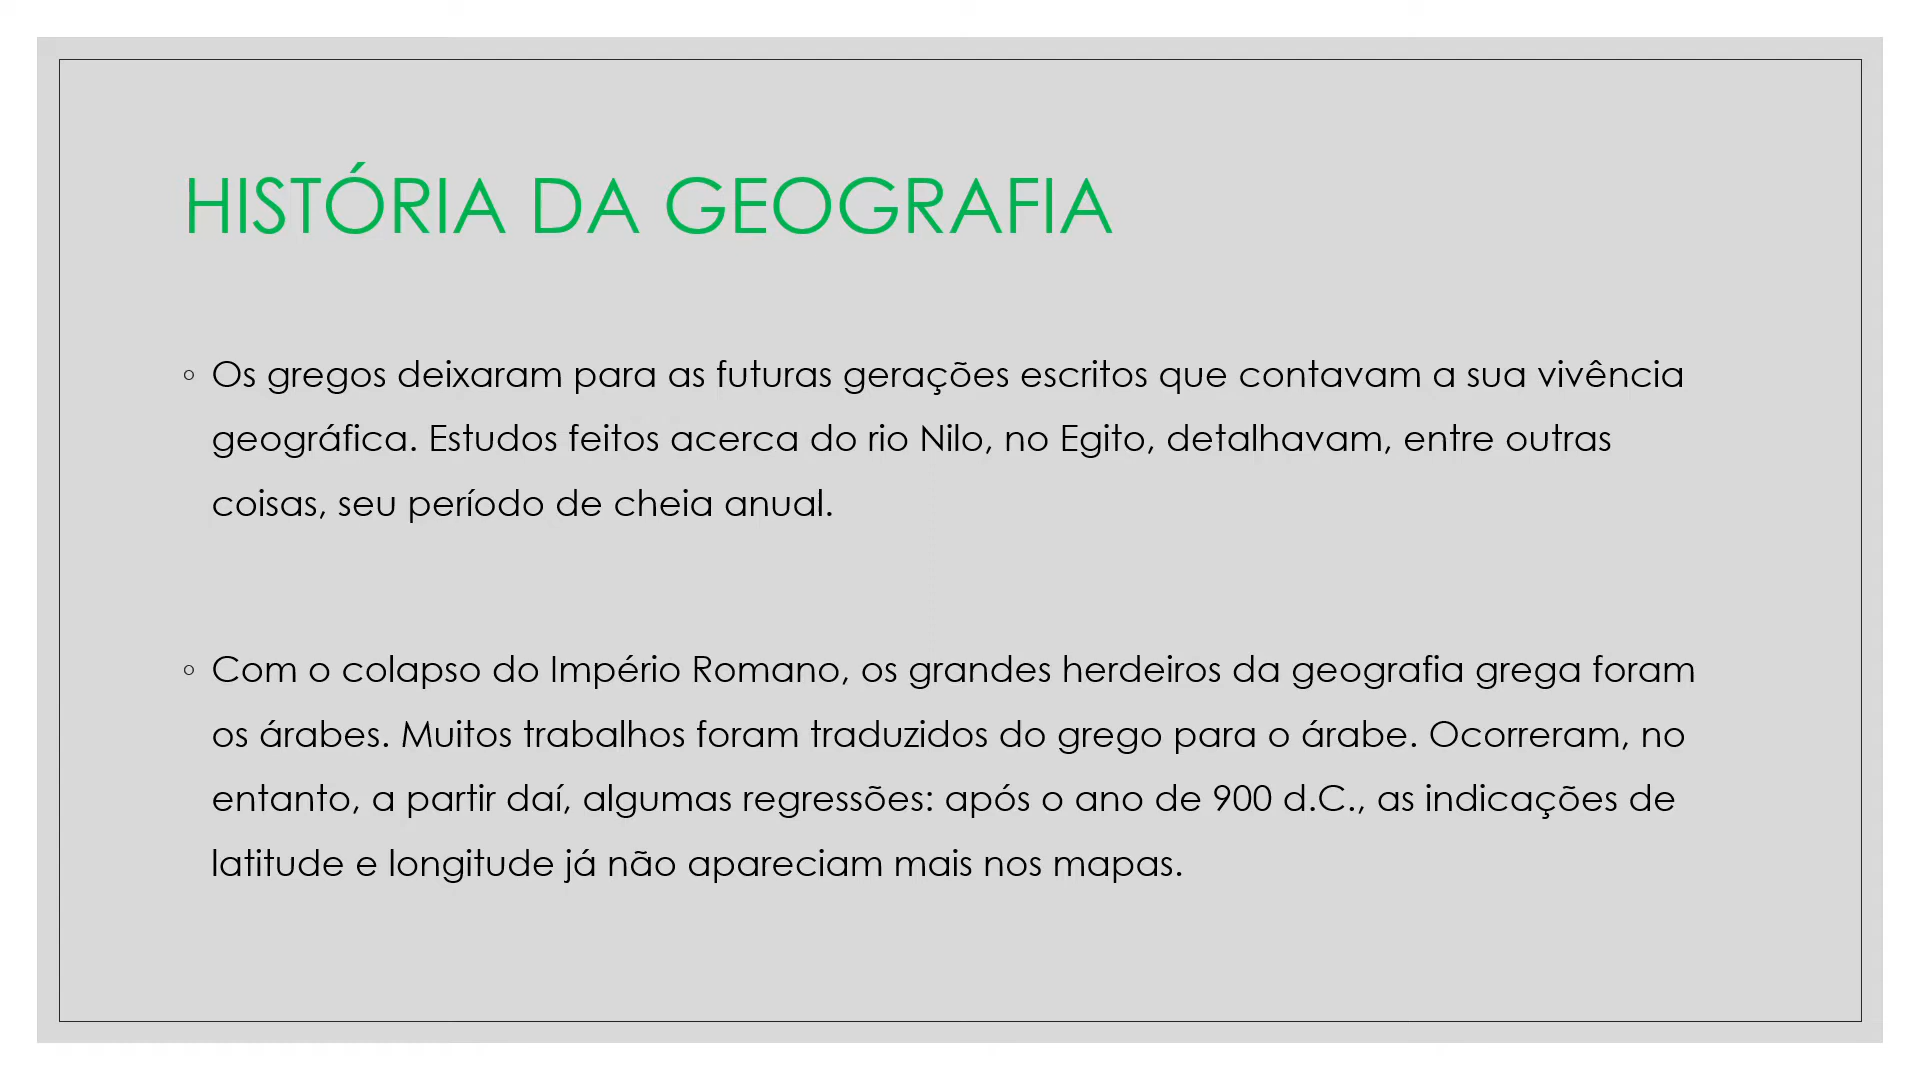 HISTÓRIA DA GEOGRAFIA
◦ Os gregos deixaram para as futuras gerações escritos que contavam a sua vivência
geográfica. Estudos feitos acerca do rio Nilo, no Egito, detalhavam, entre outras
coisas, seu período de cheia anual.
◦ Com o colapso do Império Romano, os grandes herdeiros da geografia grega foram
os árabes. Muitos trabalhos foram traduzidos do grego para o árabe. Ocorreram, no
entanto, a partir daí, algumas regressões: após o ano de 900 d.C., as indicações de
latitude e longitude já não apareciam mais nos mapas.